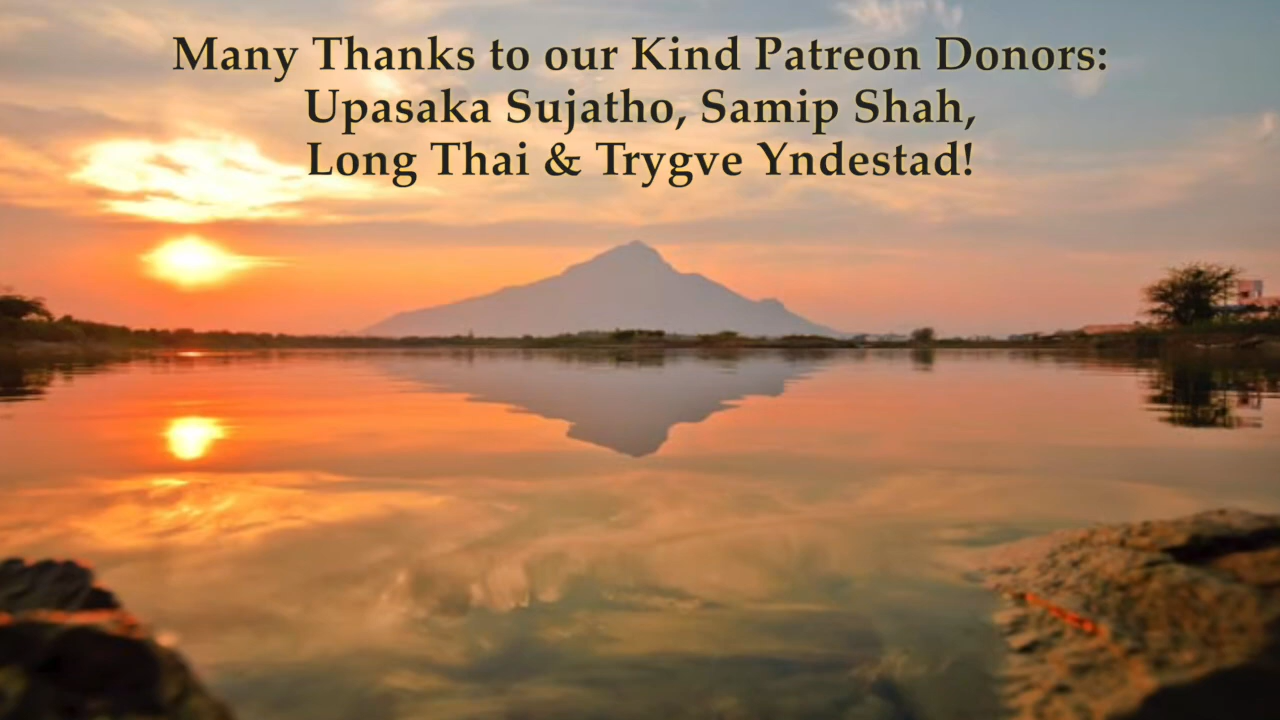 Many Thanks to our Kind Patreon Donors:
Upasaka Sujatho, Samip Shah,
Long Thai & Trygve Yndestad!